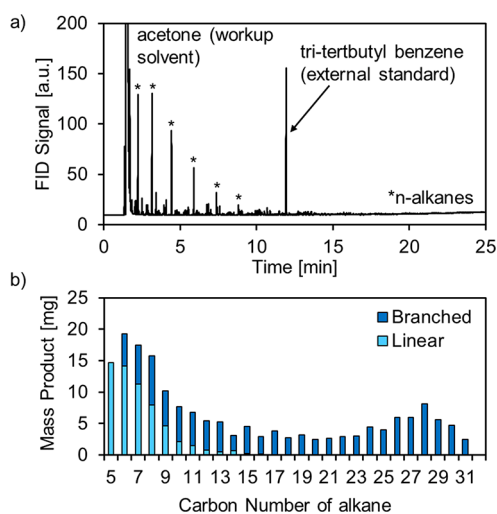 a)
200
150
100
50
0
FID Signal [a.u.]
acetone (workup
solvent)
tri-tertbutyl benzene
(external standard)
* * * * * *
*n-alkanes
0 5 10 15 20 25
Time [min]
b)
25
20
15
10
5
0
Mass Product [mg]
Branched
Linear
5 7 9 11 13 15 17 19 21 23 25 27 29 31
Carbon Number of alkane